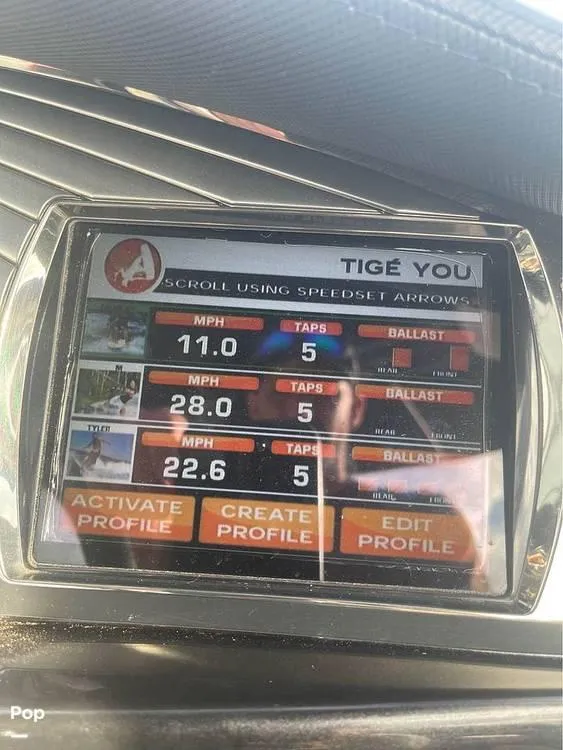 A
TIGÉ YOU
SCROLL USING SPEEDSET ARROWS
MPH TAPS BALLAST
11.0 5
REAR FRONT
M
MPH TAPS BALLAST
28.0 5
REAR FRONT
TYLER
MPH TAPS BALLAST
22.6 5
REAR FRONT
ACTIVATE PROFILE
CREATE PROFILE
EDIT PROFILE
Pop